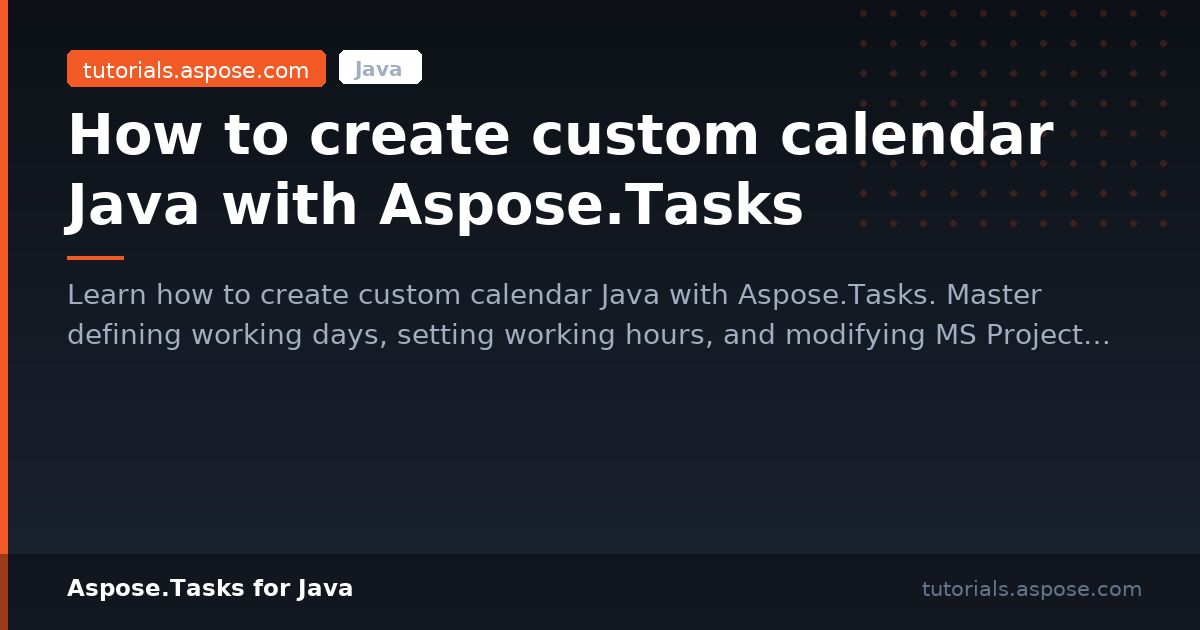 tutorials.aspose.com
Java
How to create custom calendar
Java with Aspose.Tasks
Learn how to create custom calendar Java with Aspose.Tasks. Master
defining working days, setting working hours, and modifying MS Project...
Aspose.Tasks for Java
tutorials.aspose.com